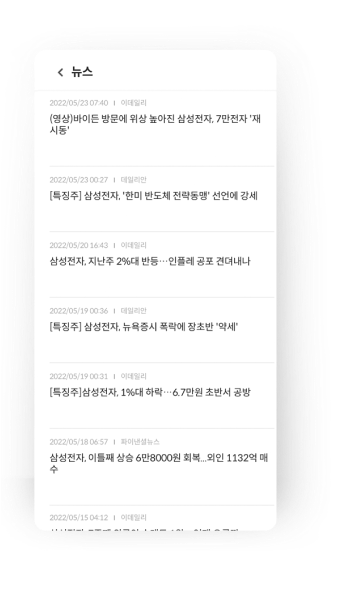 뉴스
2022/05/23 07:40 | 이데일리
(영상)바이든 방문에 위상 높아진 삼성전자, 7만전자 '재
시동'
2022/05/23 00:27 | 데일리안
[특징주] 삼성전자, '한미 반도체 전략동맹' 선언에 강세
2022/05/20 16:43 | 이데일리
삼성전자, 지난주 2%대 반등…인플레 공포 견뎌내나
2022/05/19 00:36 | 데일리안
[특징주] 삼성전자, 뉴욕증시 폭락에 장초반 '약세'
2022/05/19 00:31 | 이데일리
[특징주]삼성전자, 1%대 하락…6.7만원 초반서 공방
2022/05/18 06:57 | 파이낸셜뉴스
삼성전자, 이틀째 상승 6만8000원 회복...외인 1132억 매
수
2022/05/15 04:12 | 이데일리